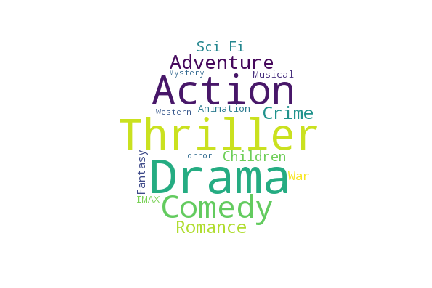 Sci Fi
Adventure
Mystery Musical
Action
Western Animation Crime
Thriller
Horror Children
Fantasy
Drama War
IMAX Comedy
Romance